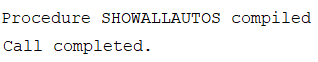 Procedure SHOWALLAUTOS compiled
Call completed.